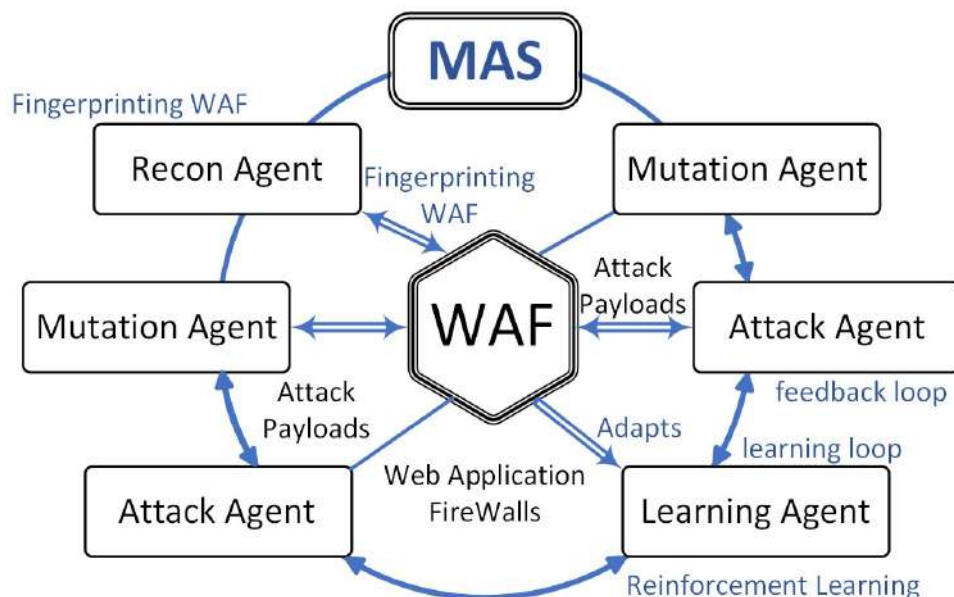 MAS
Fingerprinting WAF
Recon Agent
Mutation Agent
Fingerprinting
WAF
Mutation Agent
WAF
Attack
Payloads
Attack Agent
Attack
Payloads
feedback loop
Adapts
learning loop
Attack Agent
Web Application
FireWalls
Learning Agent
Reinforcement Learning